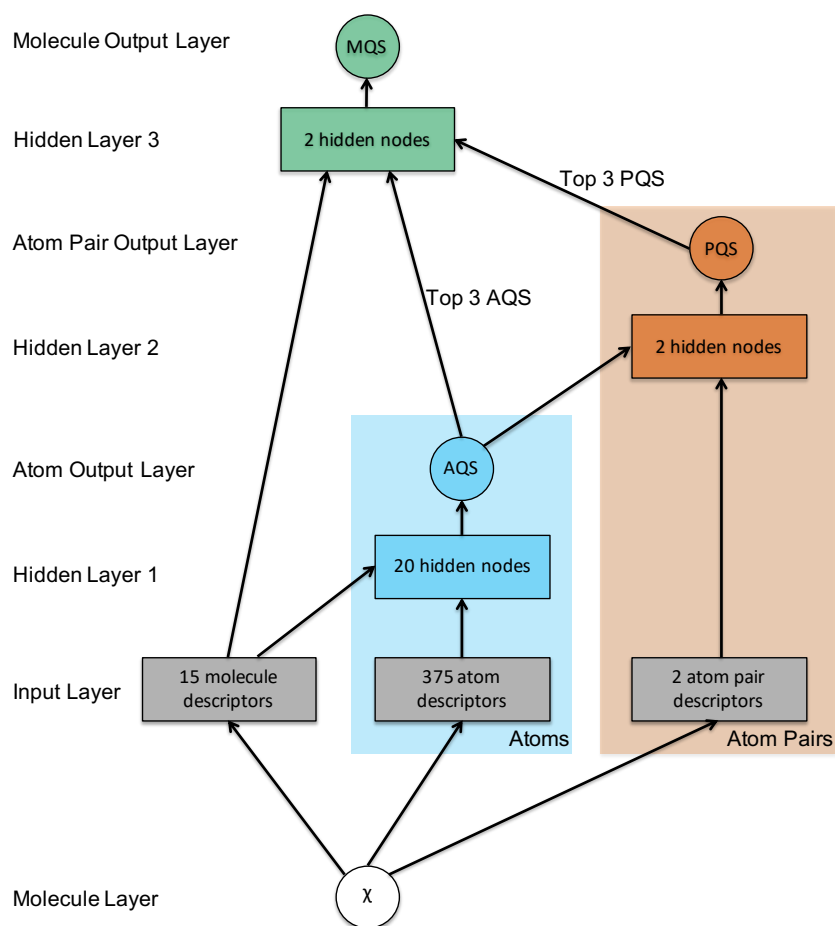 Molecule Output Layer
MQS
Hidden Layer 3
2 hidden nodes
Top 3 PQS
Atom Pair Output Layer
PQS
Top 3 AQS
Hidden Layer 2
2 hidden nodes
Atom Output Layer
AQS
Hidden Layer 1
20 hidden nodes
Input Layer
15 molecule
descriptors
375 atom
descriptors
2 atom pair
descriptors
Atoms
Atom Pairs
Molecule Layer
χ